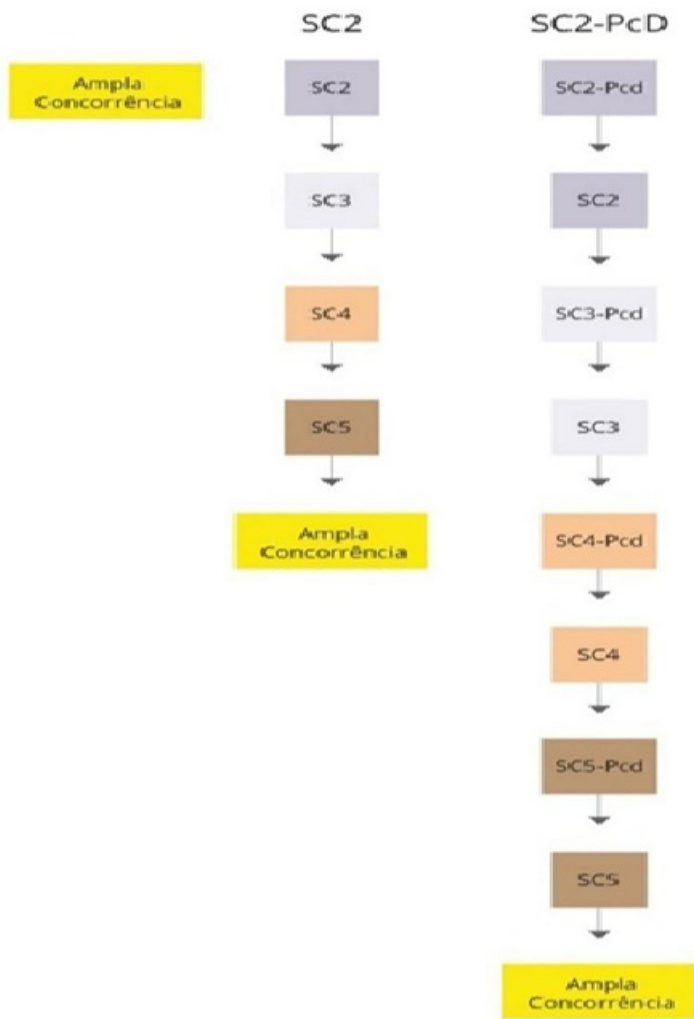 SC2
SC2-PcD
Ampla
Concorrência
SC2
SC3
SC4
SC5
Ampla
Concorrência
SC2-Pcd
SC2
SC3-Pcd
SC3
SC4-Pcd
SC4
SC5-Pcd
SC5
Ampla
Concorrência